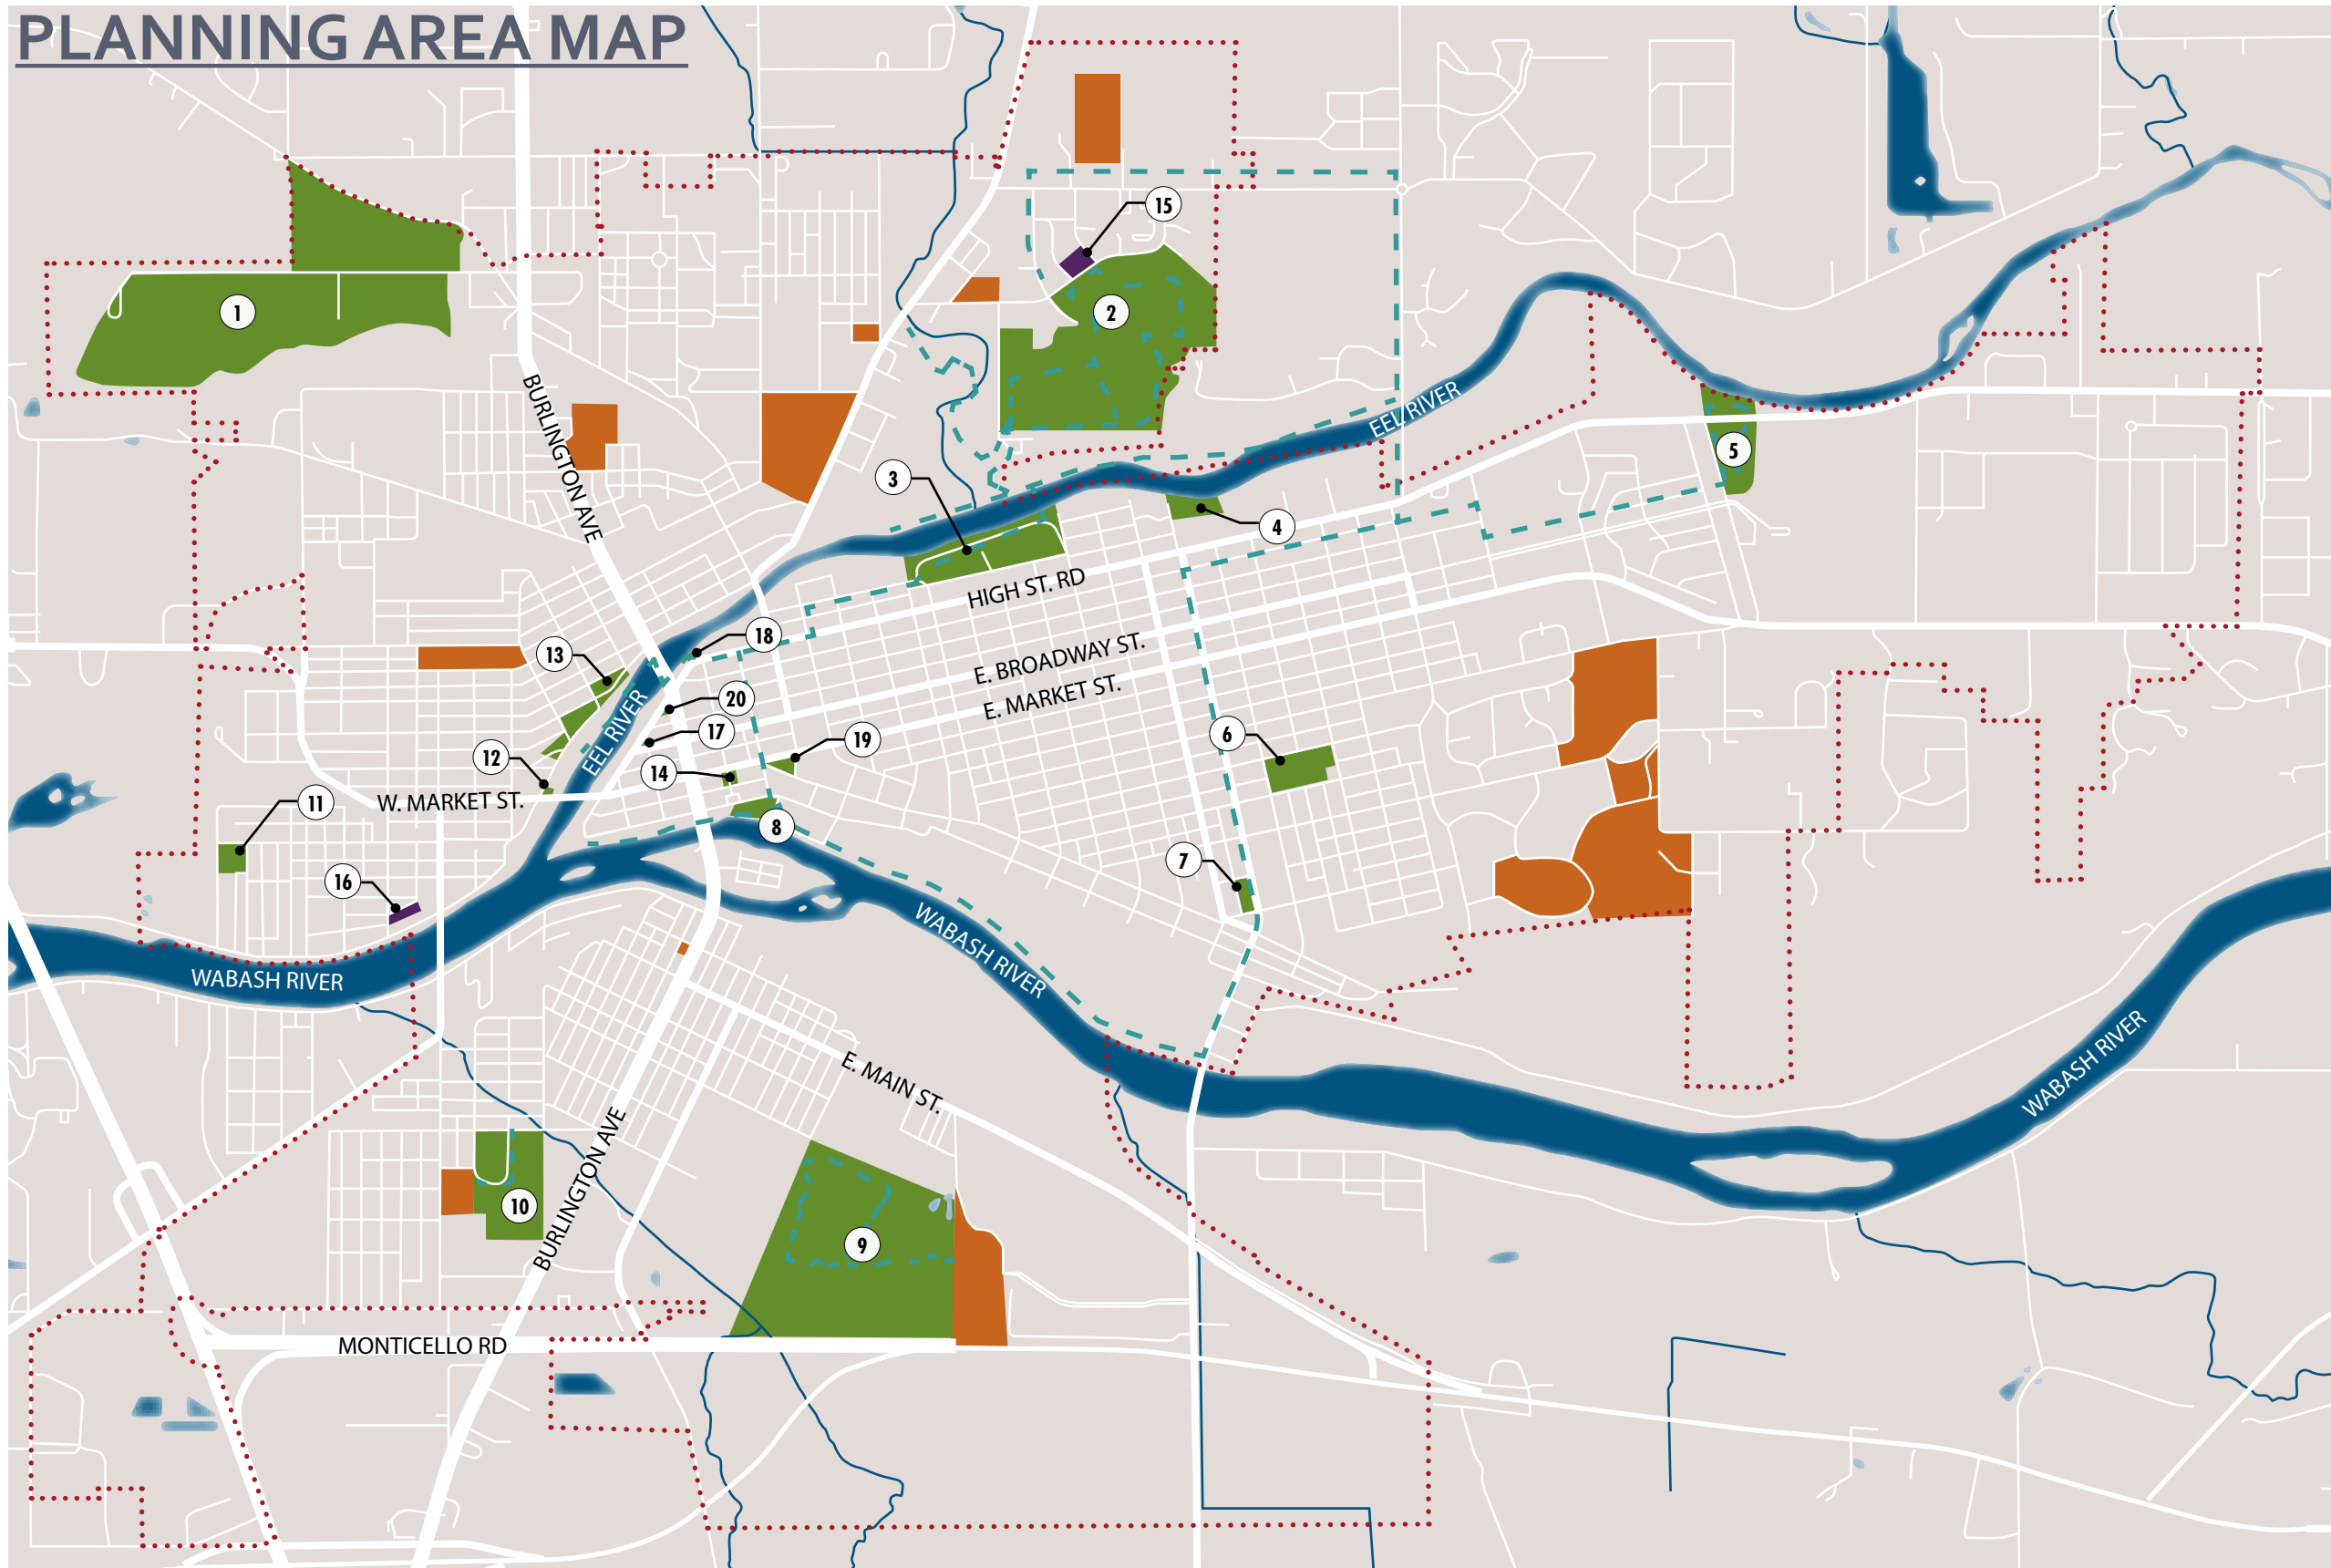 PLANNING AREA MAP
15
1
2
BURLINGTON AVE
EEL RIVER
3
5
4
HIGH ST. RD
18
13
E. BROADWAY ST.
E. MARKET ST.
20
17
EEL RIVER
19
6
12
14
W. MARKET ST.
11
8
7
16
WABASH RIVER
WABASH RIVER
WABASH RIVER
E. MAIN ST.
BURLINGTON AVE
10
9
MONTICELLO RD